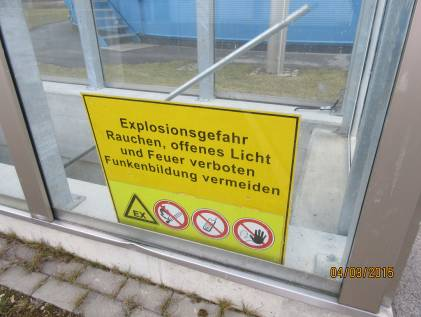 Explosionsgefahr
Rauchen, offenes Licht
und Feuer verboten
Funkenbildung vermeiden
EX
04/03/2015